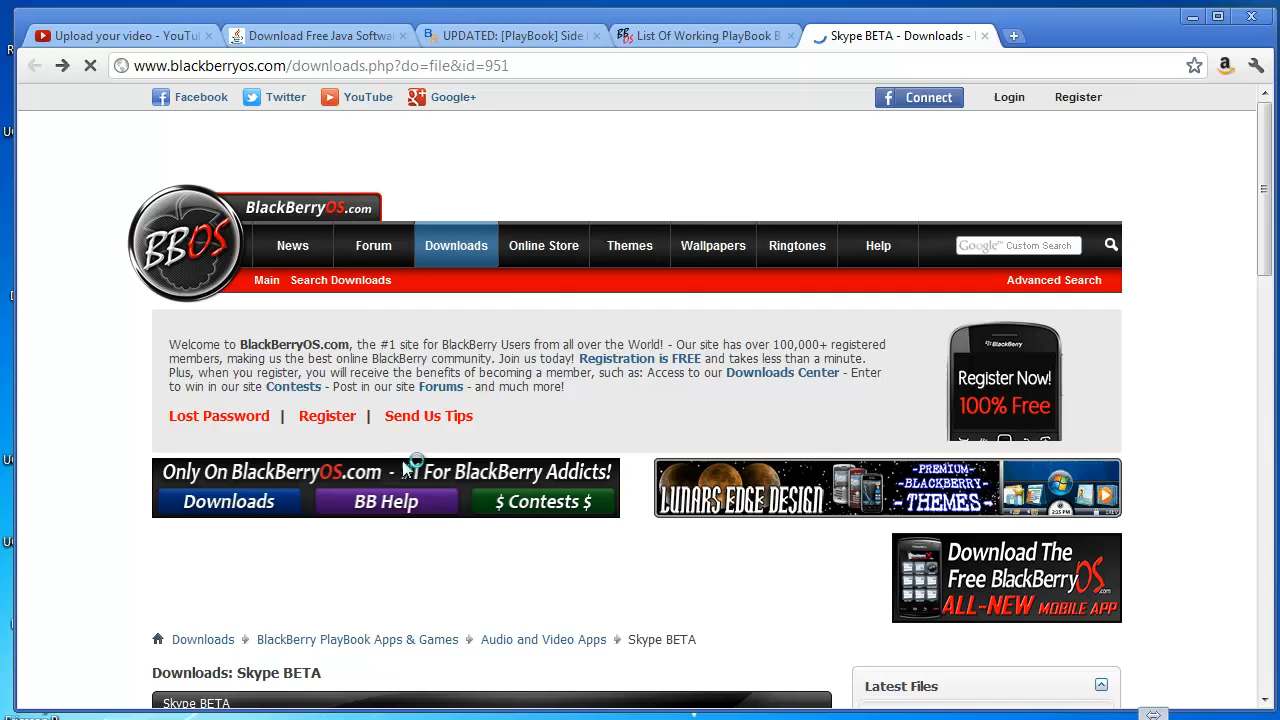 Upload your video - YouTu
Download Free Java Softwar
UPDATED: [PlayBook] Side
List Of Working PlayBook B
Skype BETA - Downloads -
www.blackberryos.com/downloads.php?do=file&id=951
Facebook Twitter YouTube Google+ Connect Login Register
BlackBerryOS.com
BBOS
News Forum Downloads Online Store Themes Wallpapers Ringtones Help Google™ Custom Search
Main Search Downloads Advanced Search
Welcome to BlackBerryOS.com, the #1 site for BlackBerry Users from all over the World! - Our site has over 100,000+ registered
members, making us the best online BlackBerry community. Join us today! Registration is FREE and takes less than a minute.
Plus, when you register, you will receive the benefits of becoming a member, such as: Access to our Downloads Center - Enter
to win in our site Contests - Post in our site Forums - and much more!
Lost Password | Register | Send Us Tips
BlackBerry
Register Now!
100% Free
Only On BlackBerryOS.com - #1 For BlackBerry Addicts!
Downloads BB Help $ Contests $
LUNARS EDGE DESIGN
PREMIUM
BLACKBERRY
THEMES
2:15 PM
Download The
Free BlackBerryOS.com
ALL-NEW MOBILE APP
Downloads BlackBerry PlayBook Apps & Games Audio and Video Apps Skype BETA
Downloads: Skype BETA
Skype BETA
Latest Files